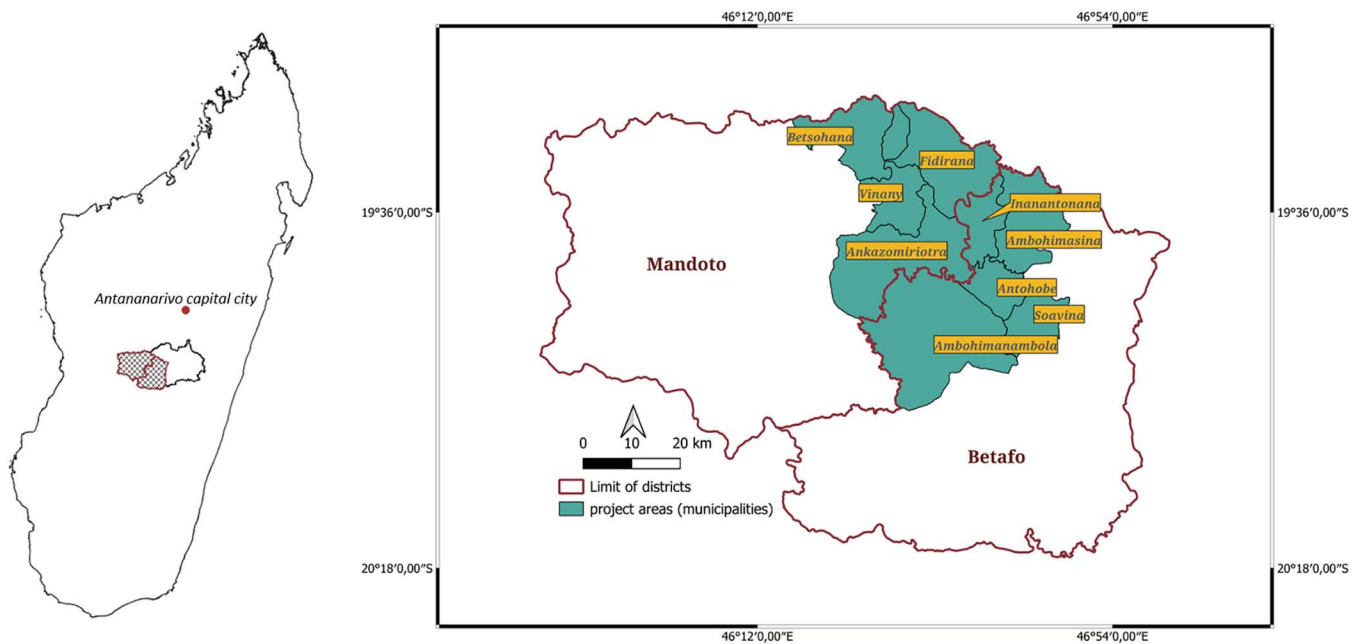 46°12′0,00″E
46°54′0,00″E
Betsohana
Fidirana
Vinany
Inanantonana
19°36′0,00″S
19°36′0,00″S
Ambohimasina
Ankazomiriotra
Mandoto
Antohobe
Antananarivo capital city
Soavina
Ambohimanambola
0 10 20 km
Betafo
Limit of districts
project areas (municipalities)
20°18′0,00″S
20°18′0,00″S
46°12′0,00″E
46°54′0,00″E